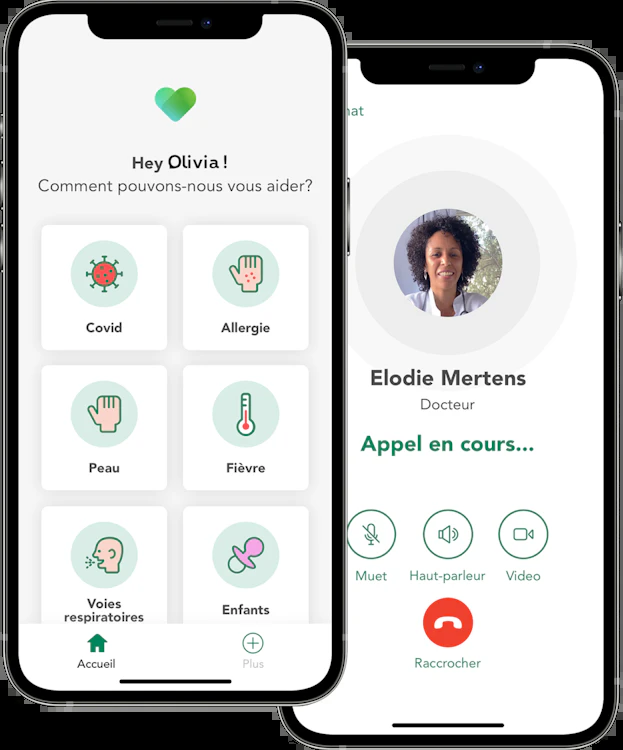 Hey Olivia !
Comment pouvons-nous vous aider?
Covid
Allergie
Peau
Fièvre
Voies
respiratoires
Enfants
Accueil
Plus
hat
Elodie Mertens
Docteur
Appel en cours...
Muet
Haut-parleur
Video
Raccrocher